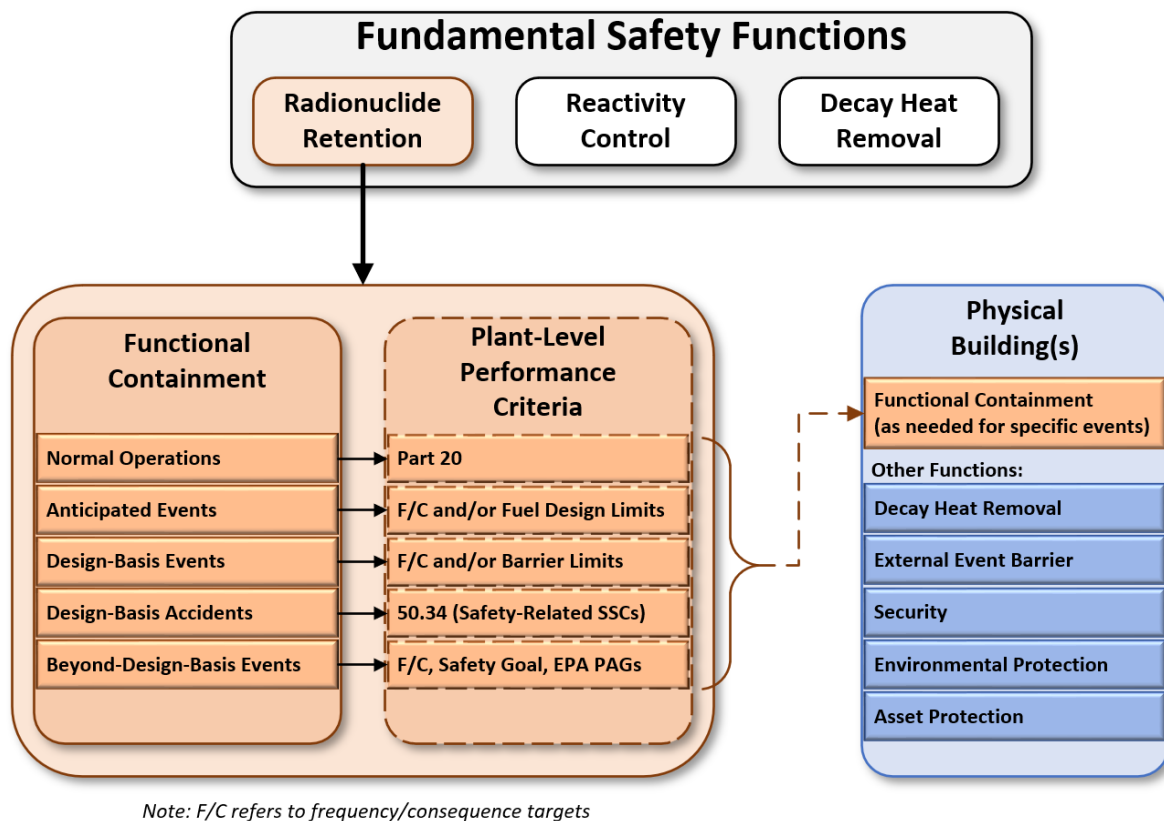 Fundamental Safety Functions
Radionuclide
Retention
Reactivity
Control
Decay Heat
Removal
Functional
Containment
Plant-Level
Performance
Criteria
Normal Operations
Part 20
Anticipated Events
F/C and/or Fuel Design Limits
Design-Basis Events
F/C and/or Barrier Limits
Design-Basis Accidents
50.34 (Safety-Related SSCs)
Beyond-Design-Basis Events
F/C, Safety Goal, EPA PAGs
Physical
Building(s)
Functional Containment
(as needed for specific events)
Other Functions:
Decay Heat Removal
External Event Barrier
Security
Environmental Protection
Asset Protection
Note: F/C refers to frequency/consequence targets